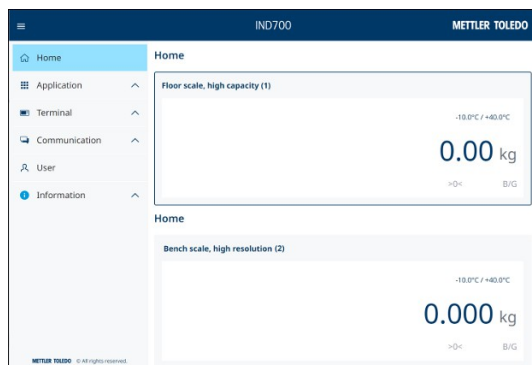 IND700
METTLER TOLEDO
Home
Application
Terminal
Communication
User
Information
METTLER TOLEDO © All rights reserved.
Home
Floor scale, high capacity (1)
-10.0°C / +40.0°C
0.00 kg
>0< B/G
Home
Bench scale, high resolution (2)
-10.0°C / +40.0°C
0.000 kg
>0< B/G